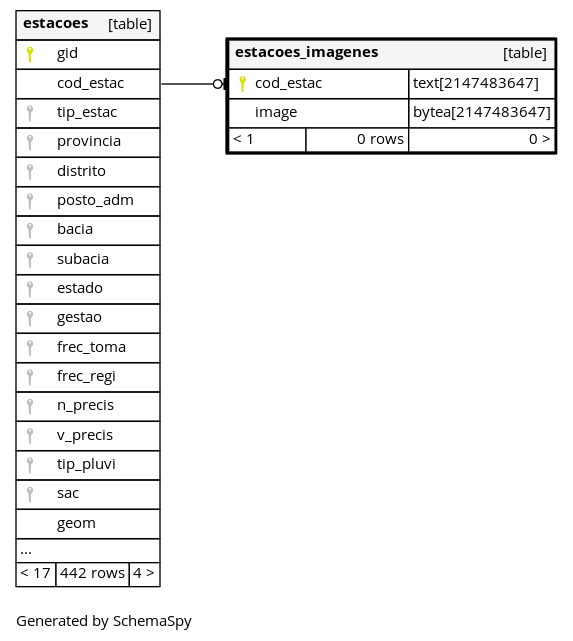 estacoes [table]
gid
cod_estac
tip_estac
provincia
distrito
posto_adm
bacia
subacia
estado
gestao
frec_toma
frec_regi
n_precis
v_precis
tip_pluvi
sac
geom
...
< 17 442 rows 4 >
estacoes_imagenes [table]
cod_estac text[2147483647]
image bytea[2147483647]
< 1 0 rows 0 >
Generated by SchemaSpy